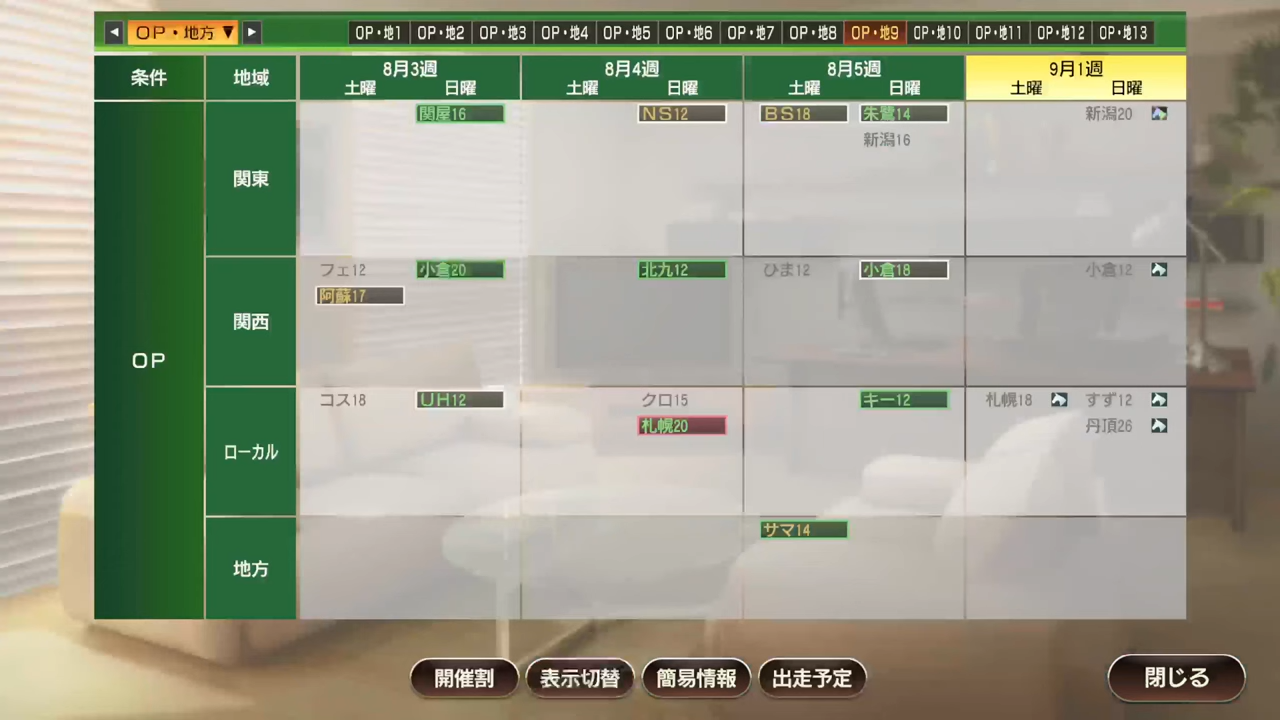 ◀ OP・地方▼ ▶ OP・地1 OP・地2 OP・地3 OP・地4 OP・地5 OP・地6 OP・地7 OP・地8 OP・地9 OP・地10 OP・地11 OP・地12 OP・地13
条件 地域 8月3週 8月4週 8月5週 9月1週
土曜 日曜 土曜 日曜 土曜 日曜 土曜 日曜
関屋16 NS12 BS18 朱鷺14 新潟20
新潟16
関東
フェ12 小倉20 北九12 ひま12 小倉18 小倉12
阿蘇17
関西
OP
コス18 UH12 クロ15 キー12 札幌18 すず12
札幌20 丹頂26
ローカル
サマ14
地方
開催割 表示切替 簡易情報 出走予定 閉じる